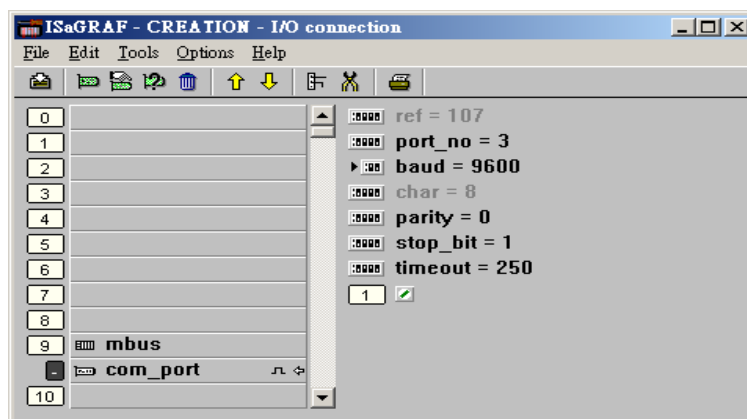 ISaGRAF - CREATION - I/O connection
File Edit Tools Options Help
0
1
2
3
4
5
6
7
8
9 mbus
- com_port
10
ref = 107
port_no = 3
baud = 9600
char = 8
parity = 0
stop_bit = 1
timeout = 250
1